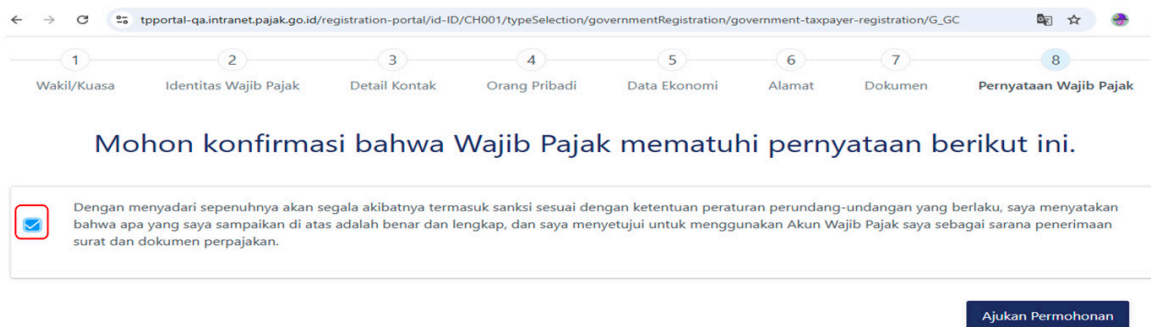 tpportal-qa.intranet.pajak.go.id/registration-portal/id-ID/CH001/typeSelection/governmentRegistration/government-taxpayer-registration/G_GC
1 2 3 4 5 6 7 8
Wakil/Kuasa Identitas Wajib Pajak Detail Kontak Orang Pribadi Data Ekonomi Alamat Dokumen Pernyataan Wajib Pajak
Mohon konfirmasi bahwa Wajib Pajak mematuhi pernyataan berikut ini.
Dengan menyadari sepenuhnya akan segala akibatnya termasuk sanksi sesuai dengan ketentuan peraturan perundang-undangan yang berlaku, saya menyatakan
bahwa apa yang saya sampaikan di atas adalah benar dan lengkap, dan saya menyetujui untuk menggunakan Akun Wajib Pajak saya sebagai sarana penerimaan
surat dan dokumen perpajakan.
Ajukan Permohonan